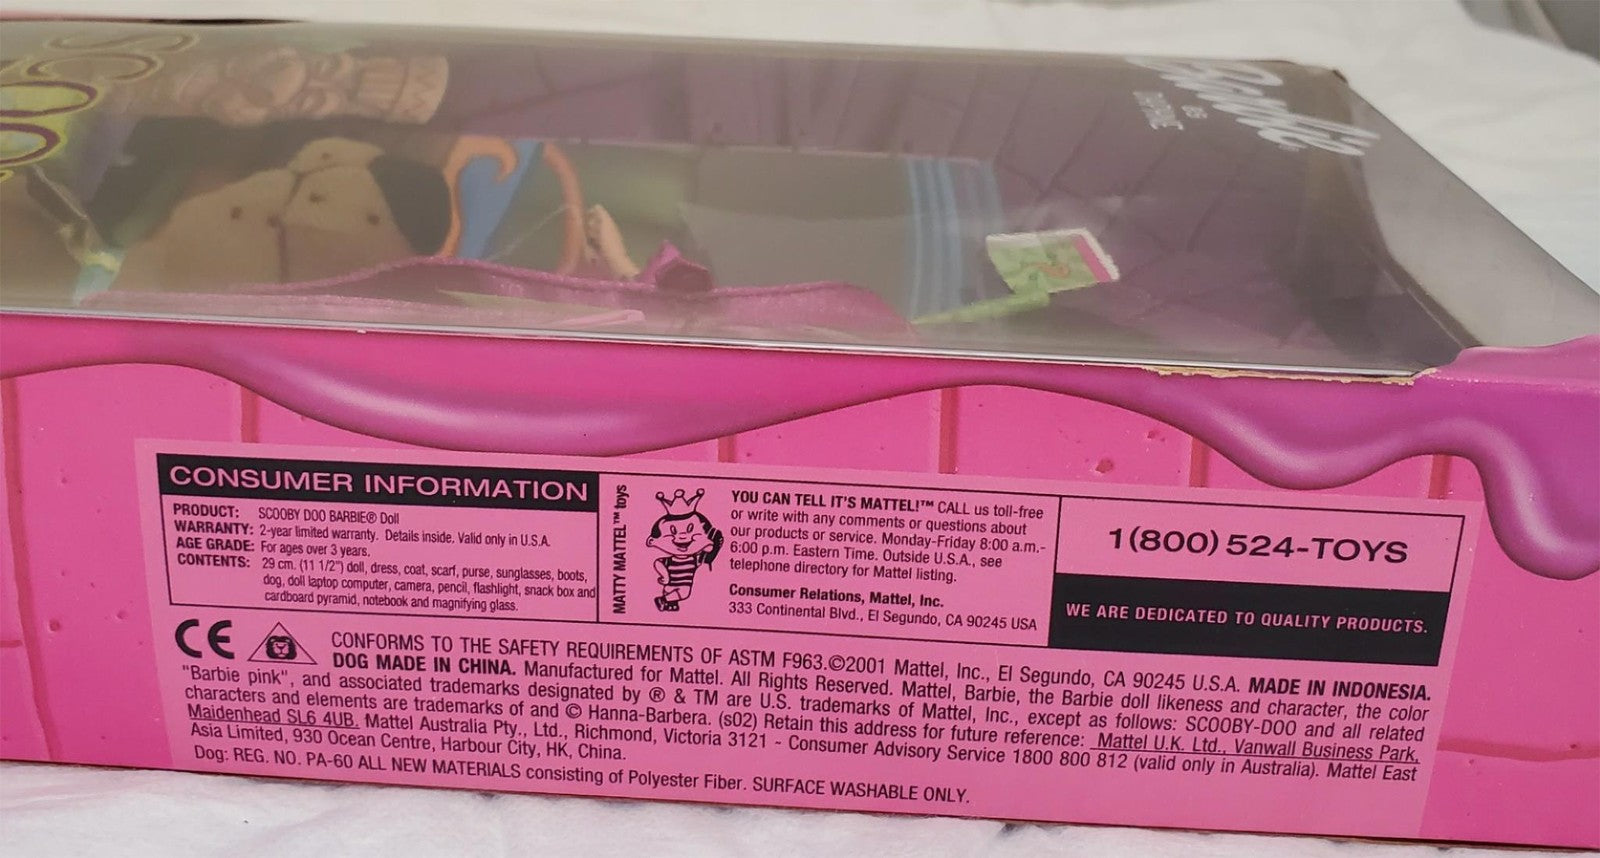 SCOO
Barbie
as
DAPHNE
CONSUMER INFORMATION
PRODUCT: SCOOBY DOO BARBIE® Doll
WARRANTY: 2-year limited warranty. Details inside. Valid only in U.S.A.
AGE GRADE: For ages over 3 years.
CONTENTS: 29 cm. (11 1/2") doll, dress, coat, scarf, purse, sunglasses, boots,
dog, doll laptop computer, camera, pencil, flashlight, snack box and
cardboard pyramid, notebook and magnifying glass.
MATTY MATTEL™ toys
YOU CAN TELL IT'S MATTEL!™ CALL us toll-free
or write with any comments or questions about
our products or service. Monday-Friday 8:00 a.m.-
6:00 p.m. Eastern Time. Outside U.S.A., see
telephone directory for Mattel listing.
Consumer Relations, Mattel, Inc.
333 Continental Blvd., El Segundo, CA 90245 USA
1(800) 524-TOYS
WE ARE DEDICATED TO QUALITY PRODUCTS.
CE CONFORMS TO THE SAFETY REQUIREMENTS OF ASTM F963.©2001 Mattel, Inc., El Segundo, CA 90245 U.S.A. MADE IN INDONESIA.
DOG MADE IN CHINA. Manufactured for Mattel. All Rights Reserved. Mattel, Barbie, the Barbie doll likeness and character, the color
"Barbie pink", and associated trademarks designated by ® & TM are U.S. trademarks of Mattel, Inc., except as follows: SCOOBY-DOO and all related
characters and elements are trademarks of and © Hanna-Barbera. (s02) Retain this address for future reference: Mattel U.K. Ltd., Vanwall Business Park,
Maidenhead SL6 4UB. Mattel Australia Pty., Ltd., Richmond, Victoria 3121 - Consumer Advisory Service 1800 800 812 (valid only in Australia). Mattel East
Asia Limited, 930 Ocean Centre, Harbour City, HK, China.
Dog: REG. NO. PA-60 ALL NEW MATERIALS consisting of Polyester Fiber. SURFACE WASHABLE ONLY.